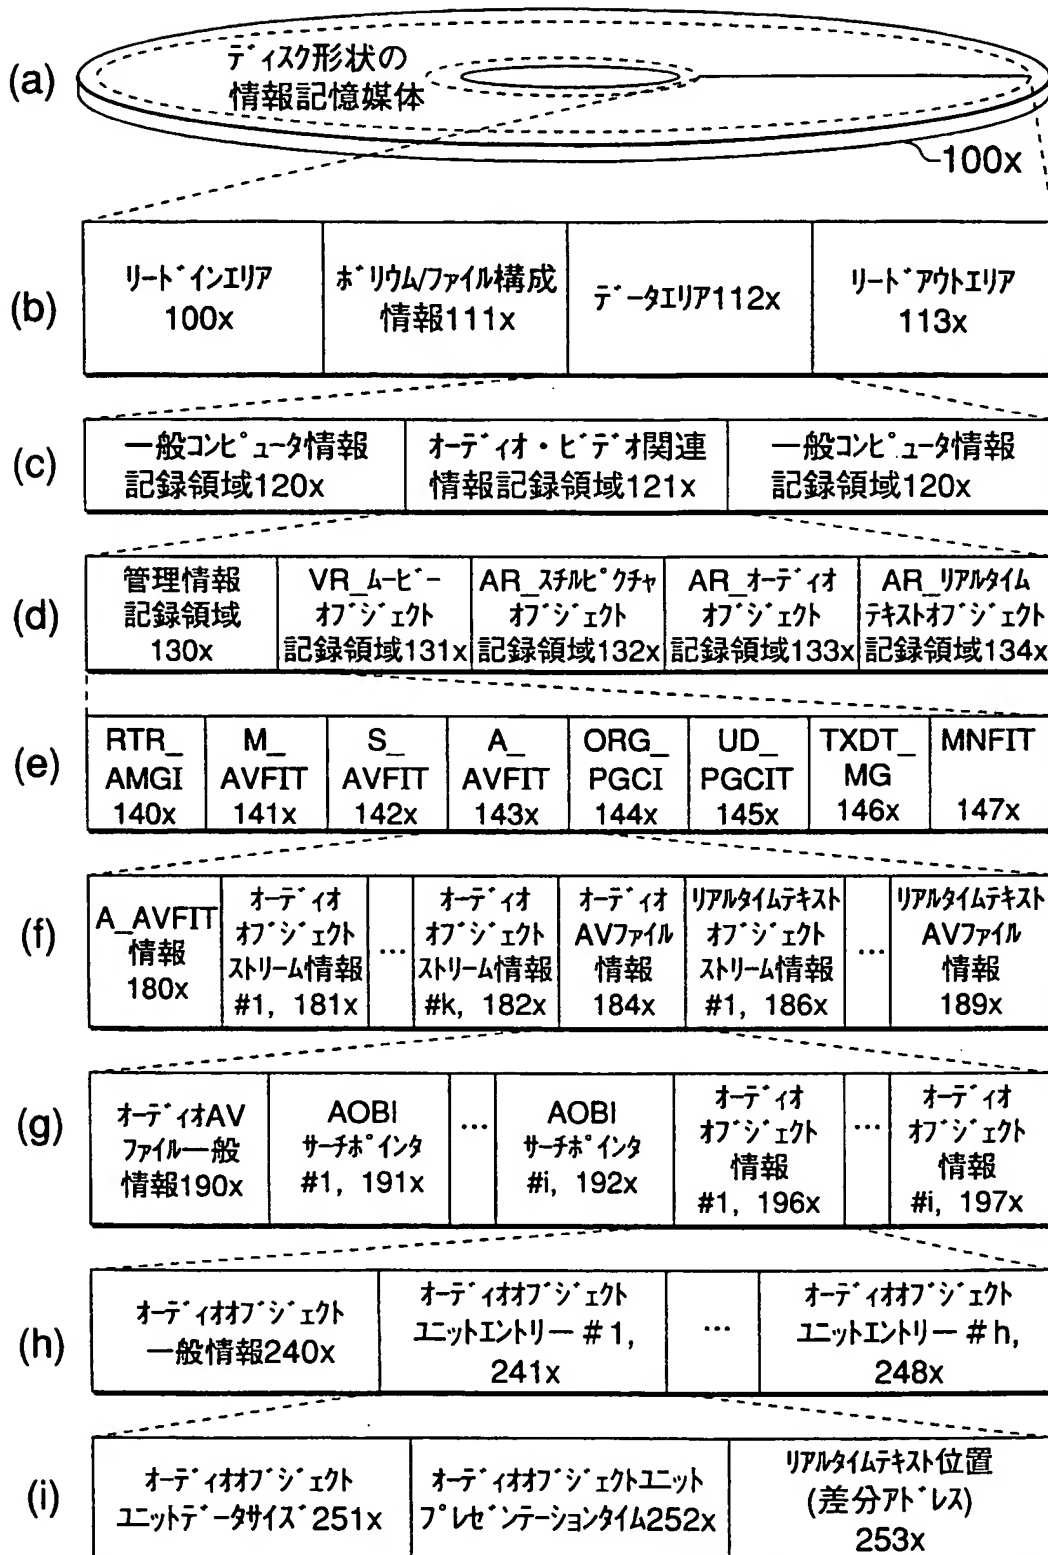 (a)
ディスク形状の
情報記憶媒体
100x
(b)
リードインエリア
100x
ボリウム/ファイル構成
情報111x
データエリア112x
リードアウトエリア
113x
(c)
一般コンピュータ情報
記録領域120x
オーディオ・ビデオ関連
情報記録領域121x
一般コンピュータ情報
記録領域120x
(d)
管理情報
記録領域
130x
VR_ムービー
オブジェクト
記録領域131x
AR_スチルピクチャ
オブジェクト
記録領域132x
AR_オーディオ
オブジェクト
記録領域133x
AR_リアルタイム
テキストオブジェクト
記録領域134x
(e)
RTR_
AMGI
140x
M_
AVFIT
141x
S_
AVFIT
142x
A_
AVFIT
143x
ORG_
PGCI
144x
UD_
PGCIT
145x
TXDT_
MG
146x
MNFIT
147x
(f)
A_AVFIT
情報
180x
オーディオ
オブジェクト
ストリーム情報
#1, 181x
…
オーディオ
オブジェクト
ストリーム情報
#k, 182x
オーディオ
AVファイル
情報
184x
リアルタイムテキスト
オブジェクト
ストリーム情報
#1, 186x
…
リアルタイムテキスト
AVファイル
情報
189x
(g)
オーディオAV
ファイル一般
情報190x
AOBI
サーチポインタ
#1, 191x
…
AOBI
サーチポインタ
#i, 192x
オーディオ
オブジェクト
情報
#1, 196x
…
オーディオ
オブジェクト
情報
#i, 197x
(h)
オーディオオブジェクト
一般情報240x
オーディオオブジェクト
ユニットエントリー#1,
241x
…
オーディオオブジェクト
ユニットエントリー#h,
248x
(i)
オーディオオブジェクト
ユニットデータサイズ251x
オーディオオブジェクトユニット
プレゼンテーションタイム252x
リアルタイムテキスト位置
(差分アドレス)
253x